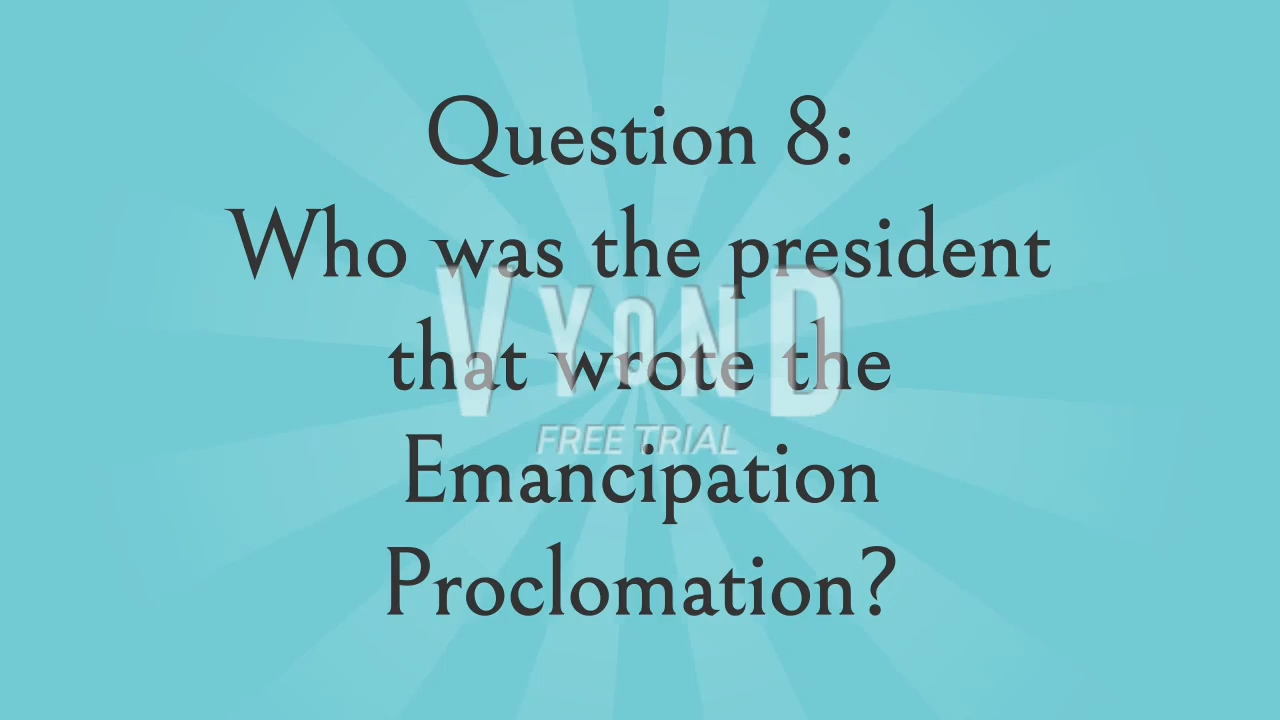 Question 8:
Who was the president
that wrote the
Emancipation
Proclomation?
VYOND
FREE TRIAL